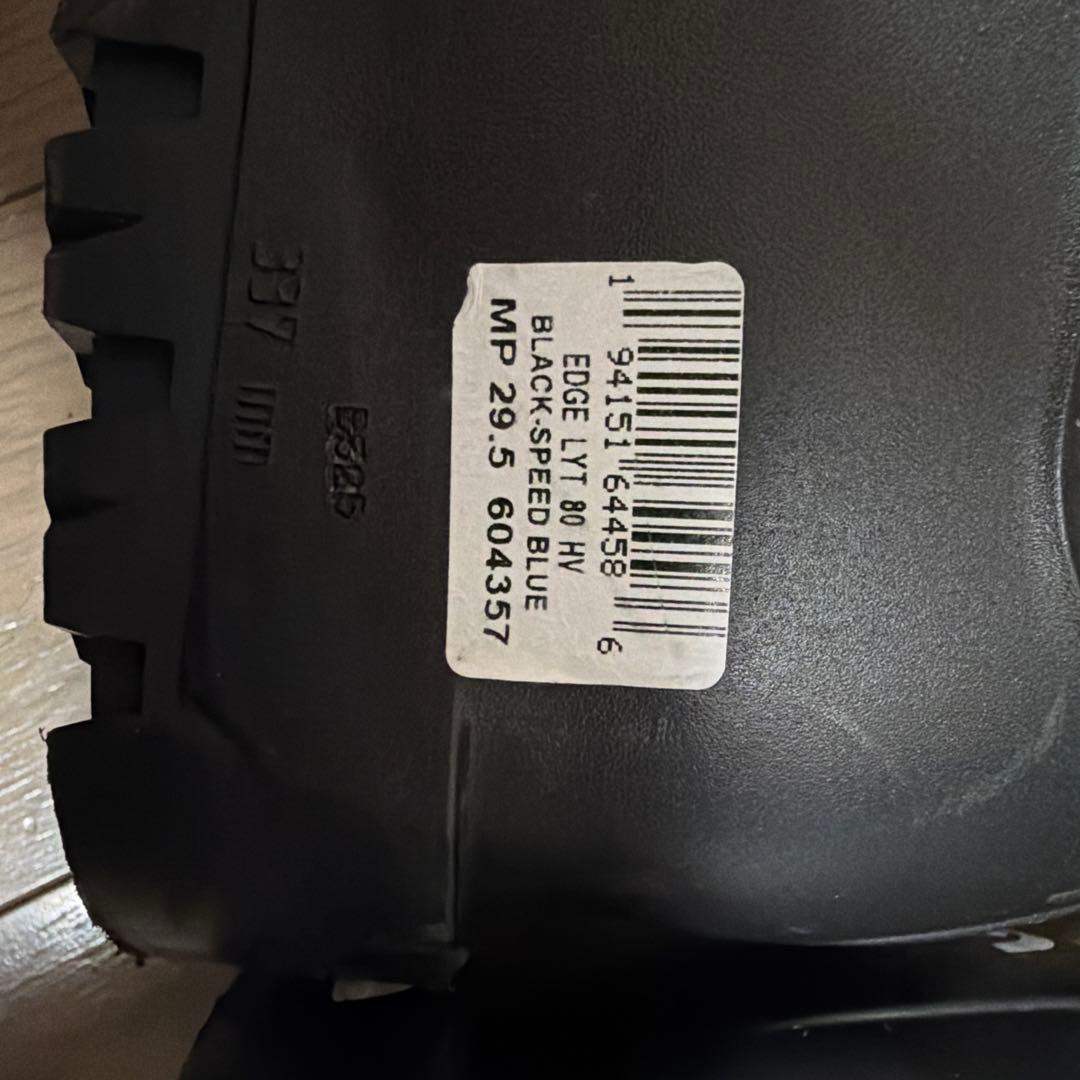 1 94151 64458 6
EDGE LYT 80 HV
BLACK-SPEED BLUE
MP 29.5 604357